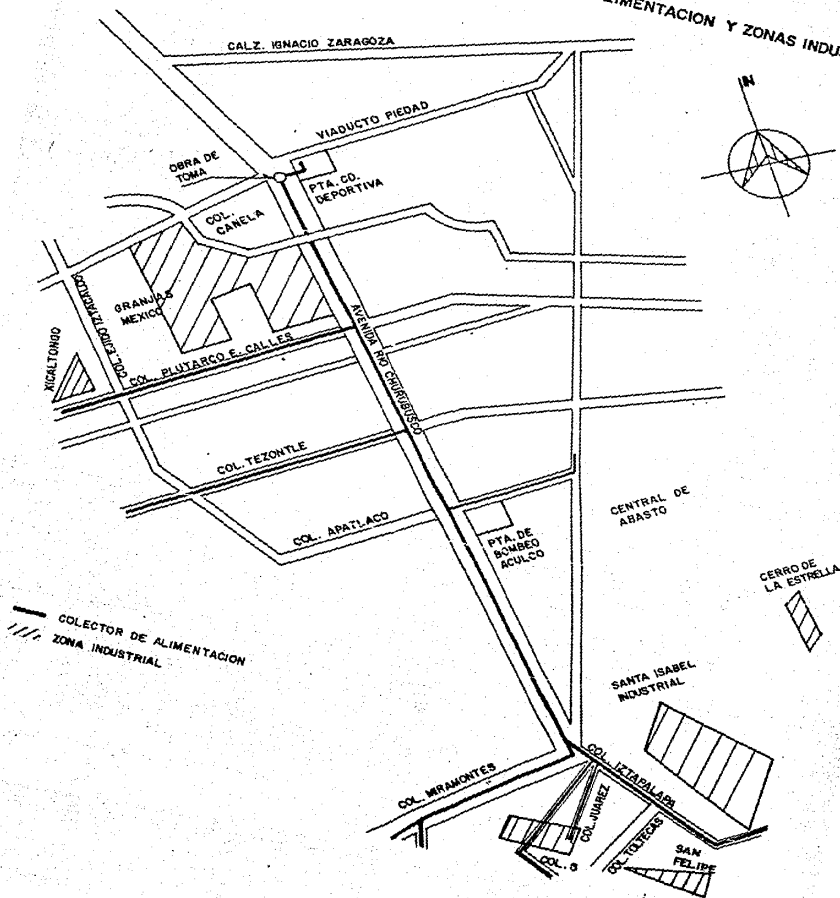 ALIMENTACION Y ZONAS INDUS
CALZ. IGNACIO ZARAGOZA
N
VIADUCTO PIEDAD
OBRA DE
TOMA
PTA. CD.
DEPORTIVA
COL.
CANELA
GRANJAS
MEXICO
COL. EJIDO IZTACALCO
XICALTONGO
COL. PLUTARCO E. CALLES
AVENIDA RIO CHURUBUSCO
COL. TEZONTLE
CENTRAL DE
ABASTO
COL. APATLACO
PTA. DE
BOMBEO
ACULCO
CERRO DE
LA ESTRELLA
COLECTOR DE ALIMENTACION
ZONA INDUSTRIAL
SANTA ISABEL
INDUSTRIAL
COL. IZTAPALAPA
COL. MIRAMONTES
COL. JUAREZ
COL. TOLTECAS
SAN
FELIPE
COL. 5